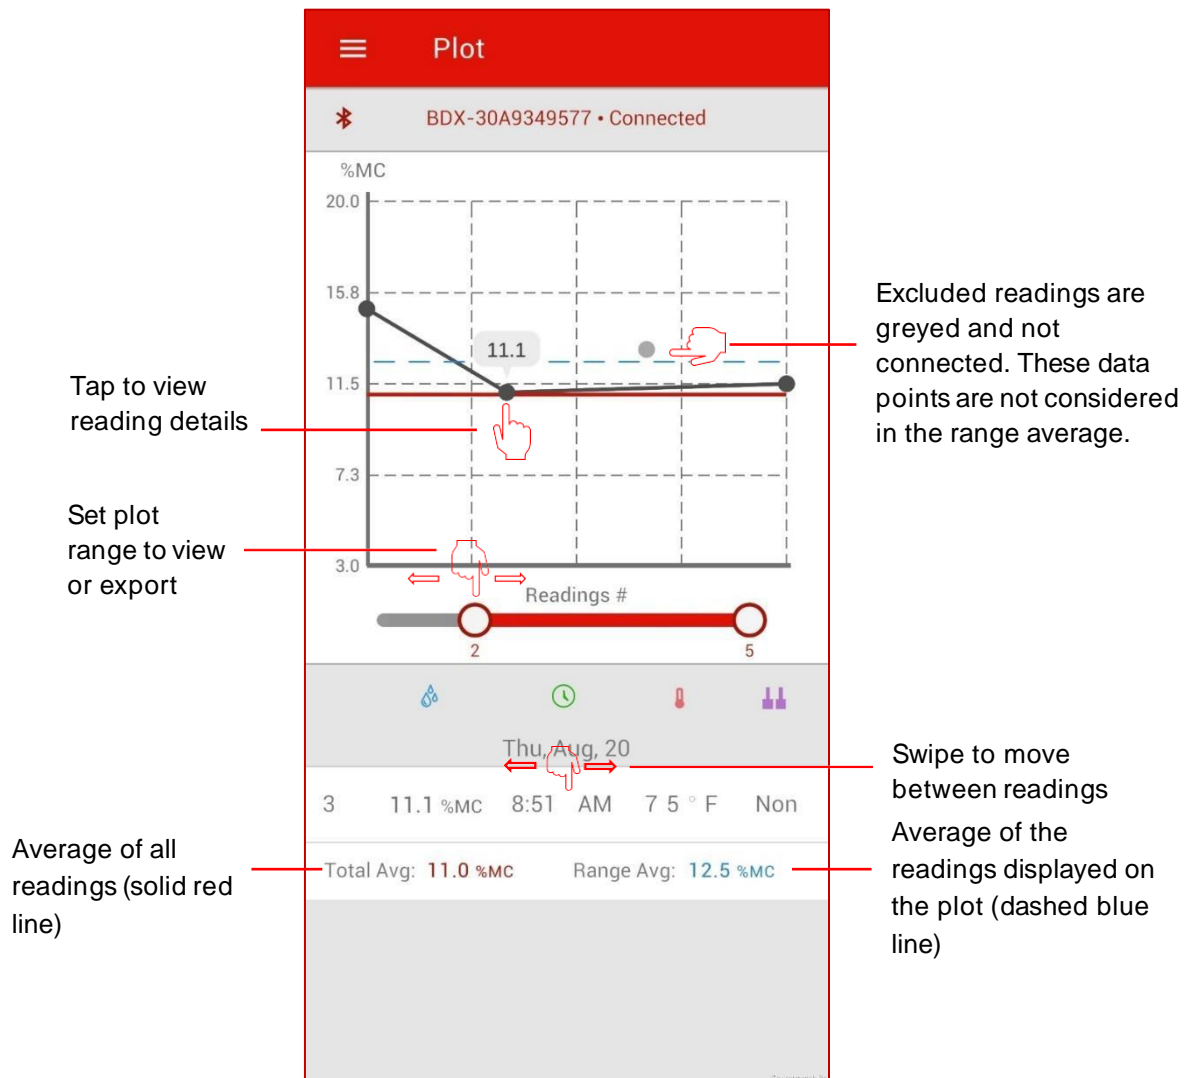 Plot
BDX-30A9349577 • Connected
%MC
20.0
15.8
11.5
7.3
3.0
11.1
Readings #
2
5
Thu, Aug, 20
3 11.1 %MC 8:51 AM 75°F Non
Total Avg: 11.0 %MC Range Avg: 12.5 %MC
Tap to view
reading details
Set plot
range to view
or export
Average of all
readings (solid red
line)
Excluded readings are
greyed and not
connected. These data
points are not considered
in the range average.
Swipe to move
between readings
Average of the
readings displayed on
the plot (dashed blue
line)